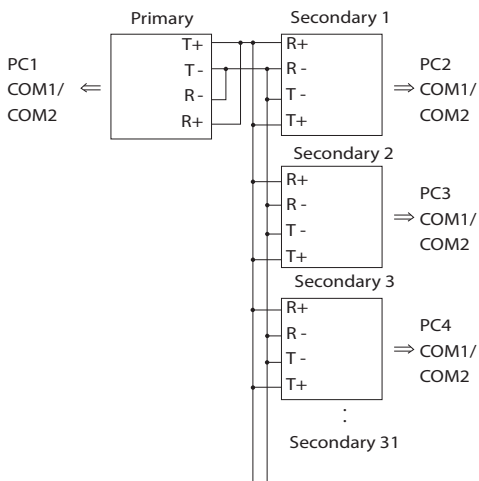 Primary
T+
T -
R -
R+
PC1
COM1/
COM2
Secondary 1
R+
R -
T -
T+
PC2
COM1/
COM2
Secondary 2
R+
R -
T -
T+
PC3
COM1/
COM2
Secondary 3
R+
R -
T -
T+
PC4
COM1/
COM2
Secondary 31